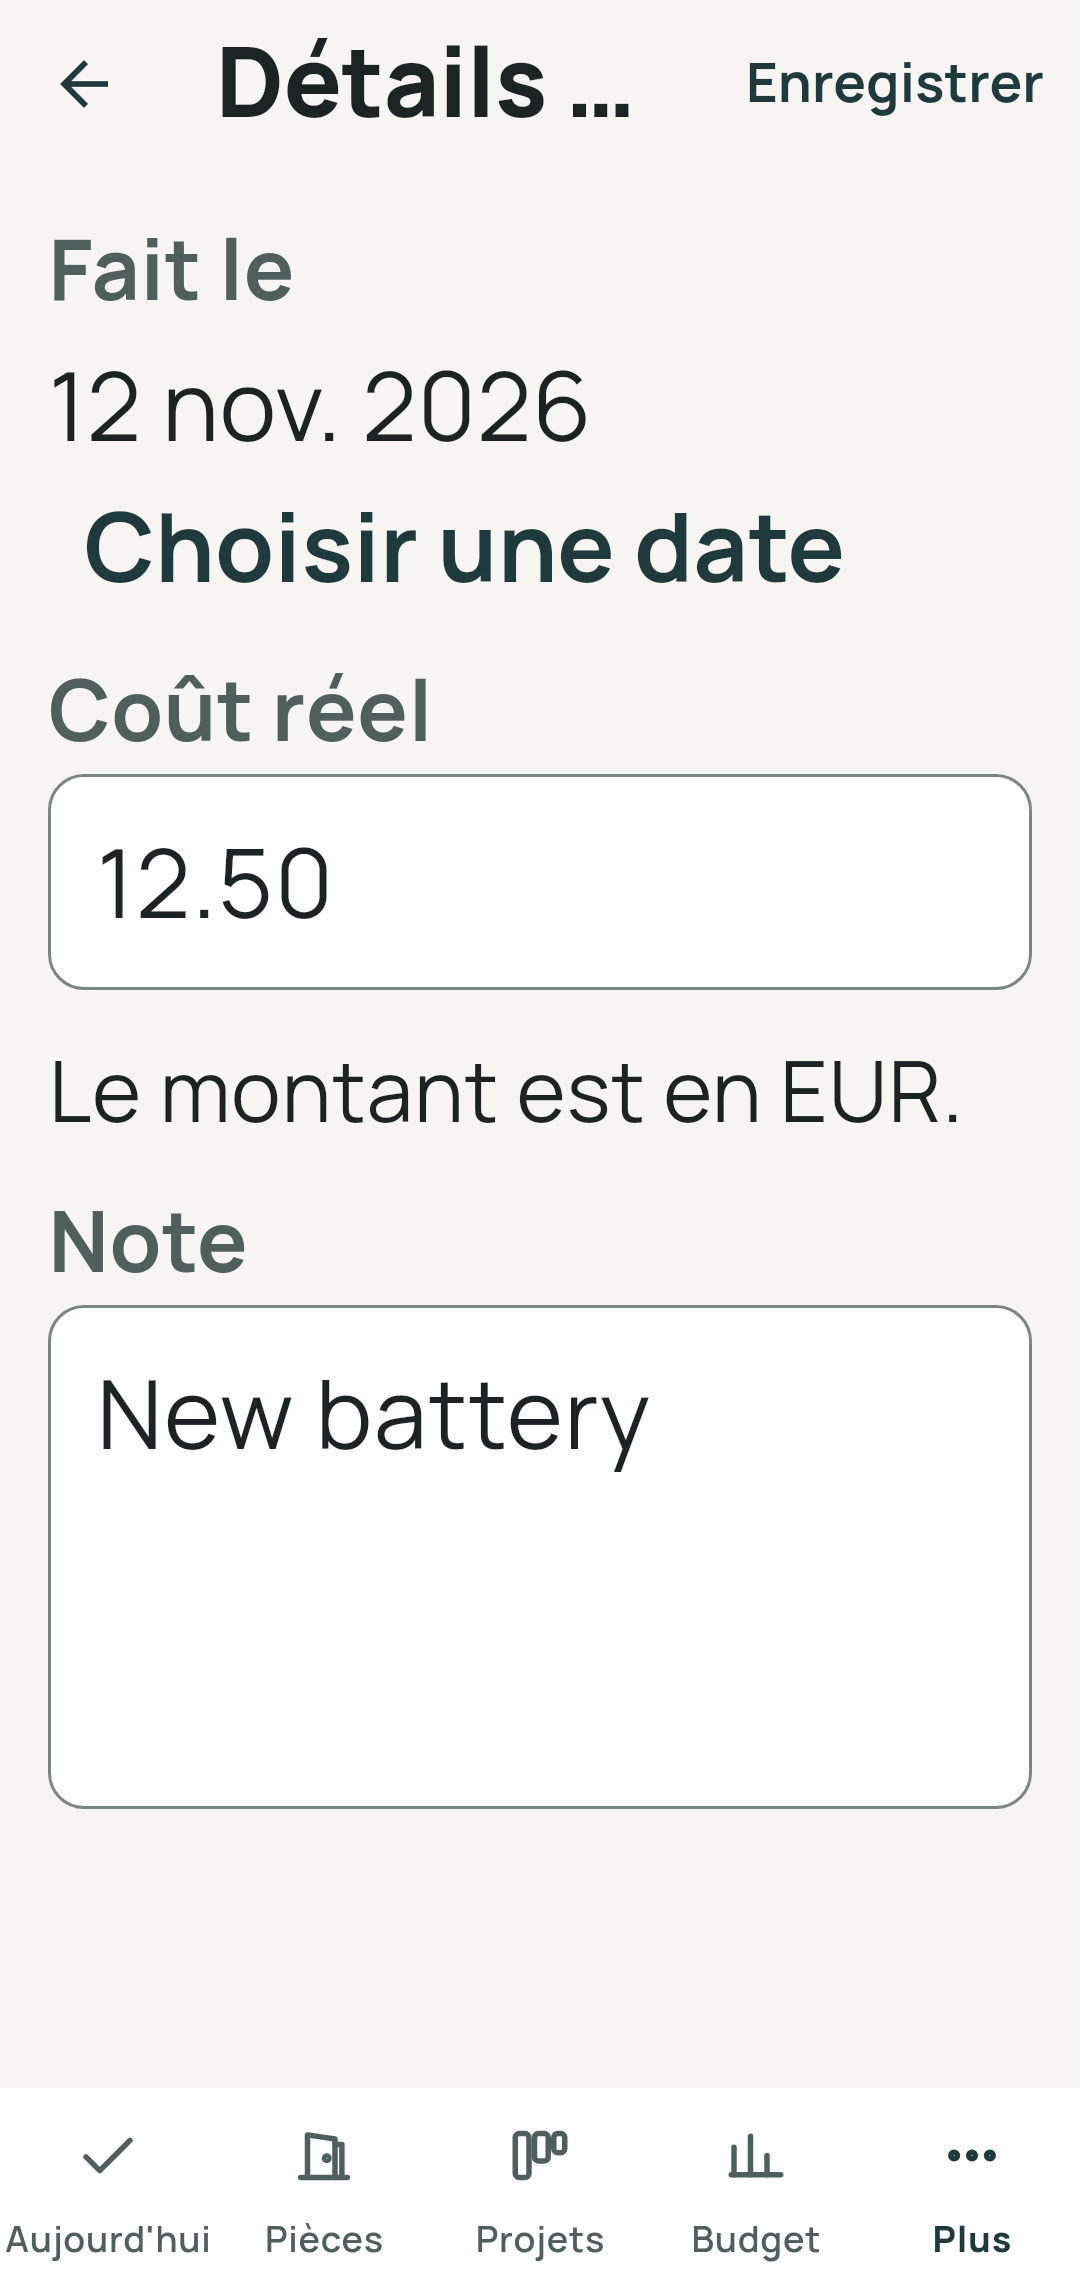 Détails ...
Enregistrer
Fait le
12 nov. 2026
Choisir une date
Coût réel
12.50
Le montant est en EUR.
Note
New battery
Aujourd'hui
Pièces
Projets
Budget
Plus